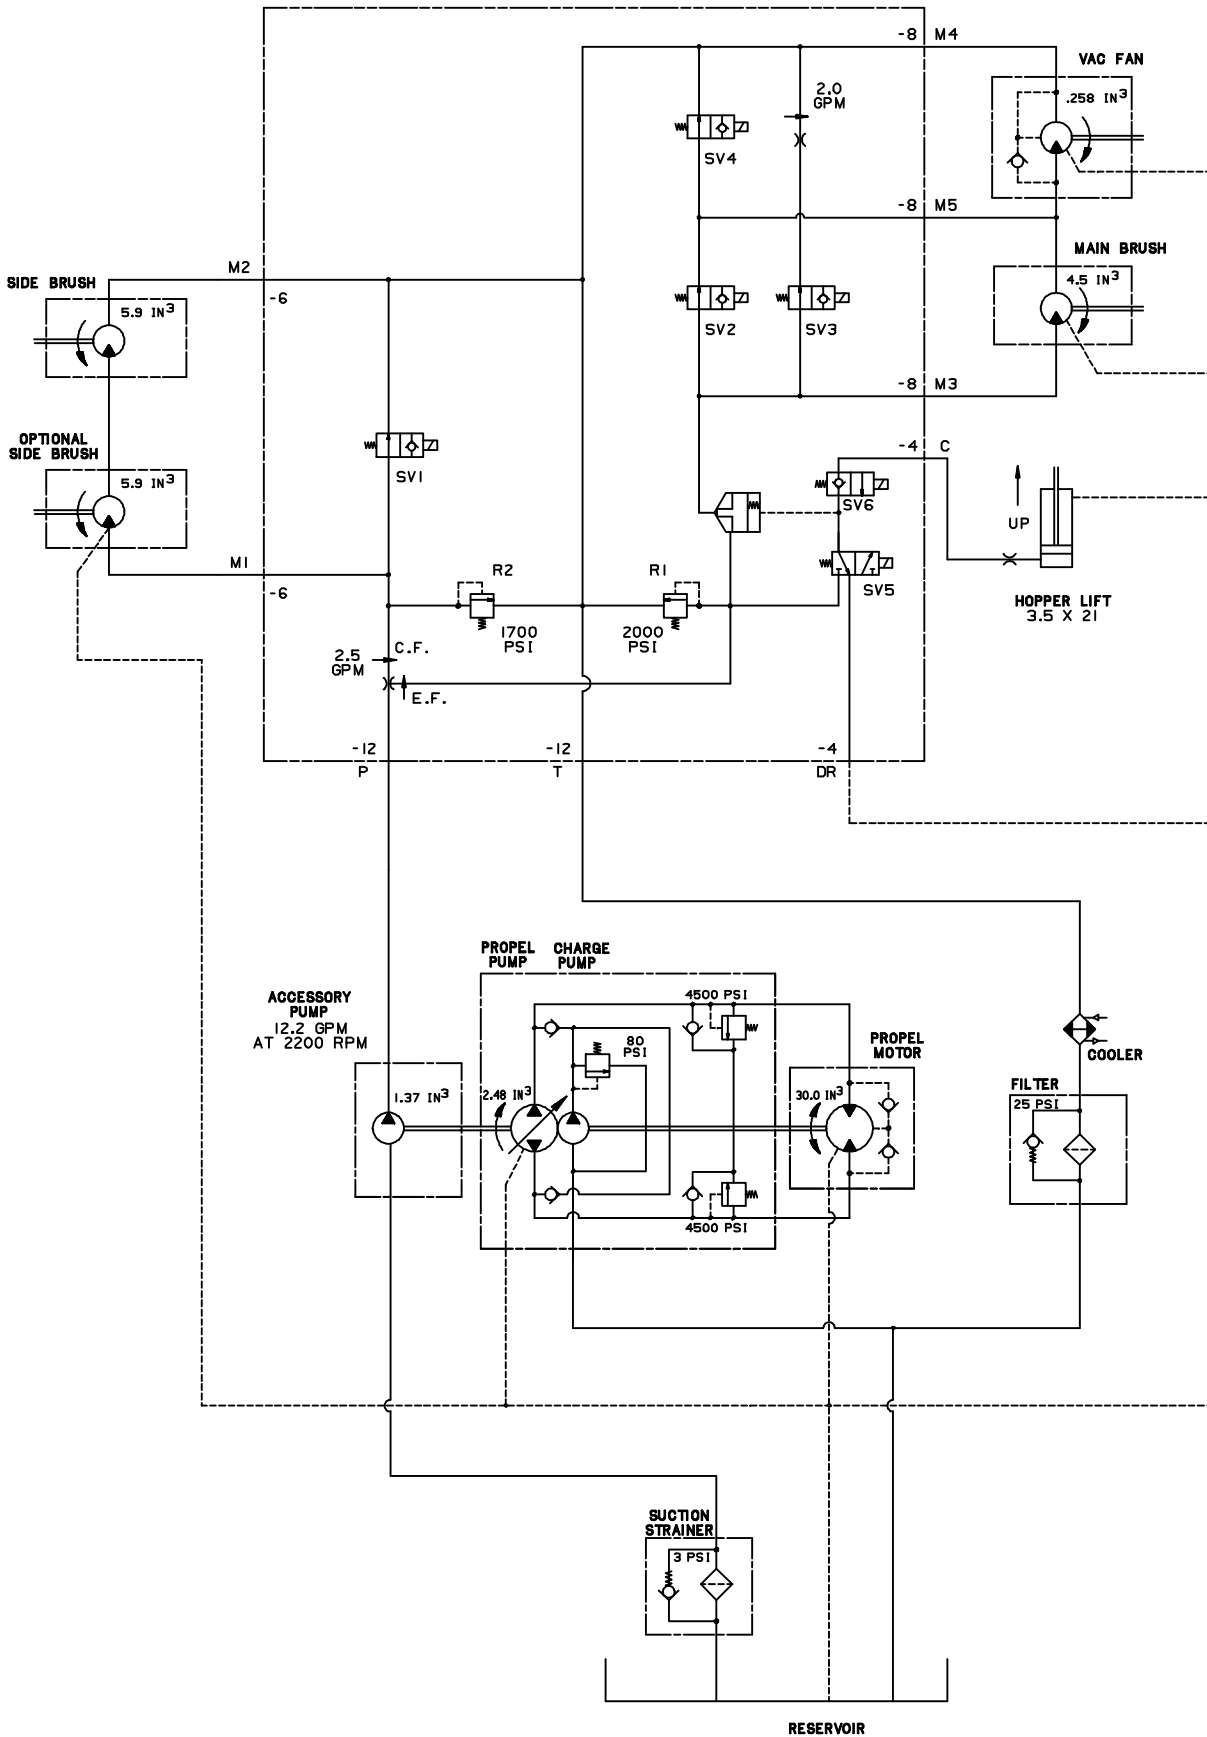 -8 M4
VAC FAN
.258 IN3
2.0
GPM
SV4
-8 M5
MAIN BRUSH
4.5 IN3
M2
SIDE BRUSH
-6
5.9 IN3
SV2
SV3
-8 M3
OPTIONAL
SIDE BRUSH
5.9 IN3
SV1
-4 C
SV6
UP
M1
-6
R2
R1
SV5
HOPPER LIFT
3.5 X 21
1700
PSI
2000
PSI
2.5
GPM
C.F.
E.F.
-12
P
-12
T
-4
DR
PROPEL
PUMP
CHARGE
PUMP
ACCESSORY
PUMP
12.2 GPM
AT 2200 RPM
4500 PSI
80
PSI
PROPEL
MOTOR
COOLER
1.37 IN3
2.48 IN3
30.0 IN3
FILTER
25 PSI
4500 PSI
SUCTION
STRAINER
3 PSI
RESERVOIR